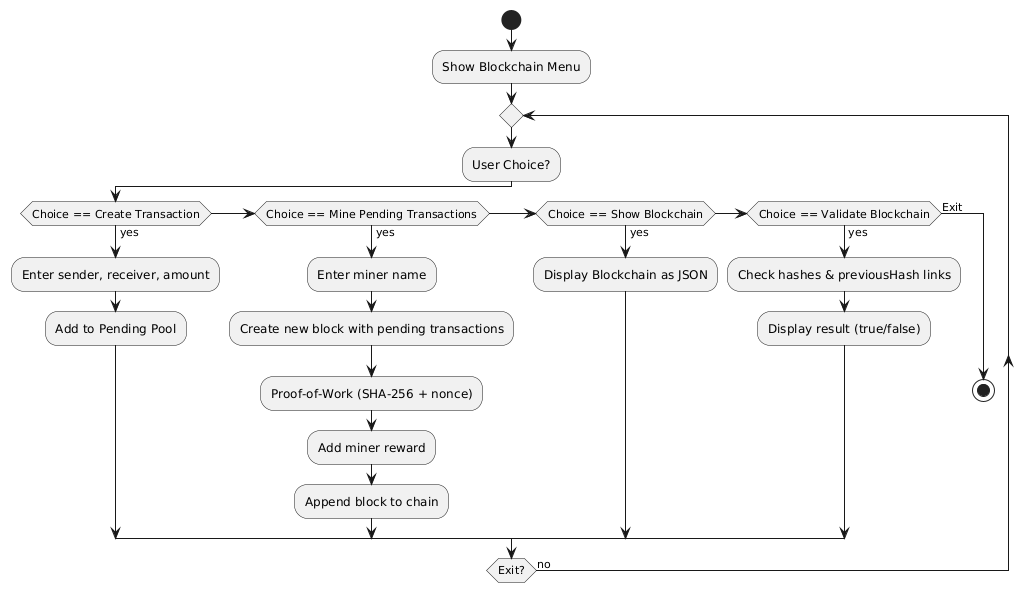 Show Blockchain Menu
User Choice?
Choice == Create Transaction
Choice == Mine Pending Transactions
Choice == Show Blockchain
Choice == Validate Blockchain
Exit
yes
yes
yes
yes
Enter sender, receiver, amount
Enter miner name
Display Blockchain as JSON
Check hashes & previousHash links
Add to Pending Pool
Create new block with pending transactions
Display result (true/false)
Proof-of-Work (SHA-256 + nonce)
Add miner reward
Append block to chain
Exit?
no